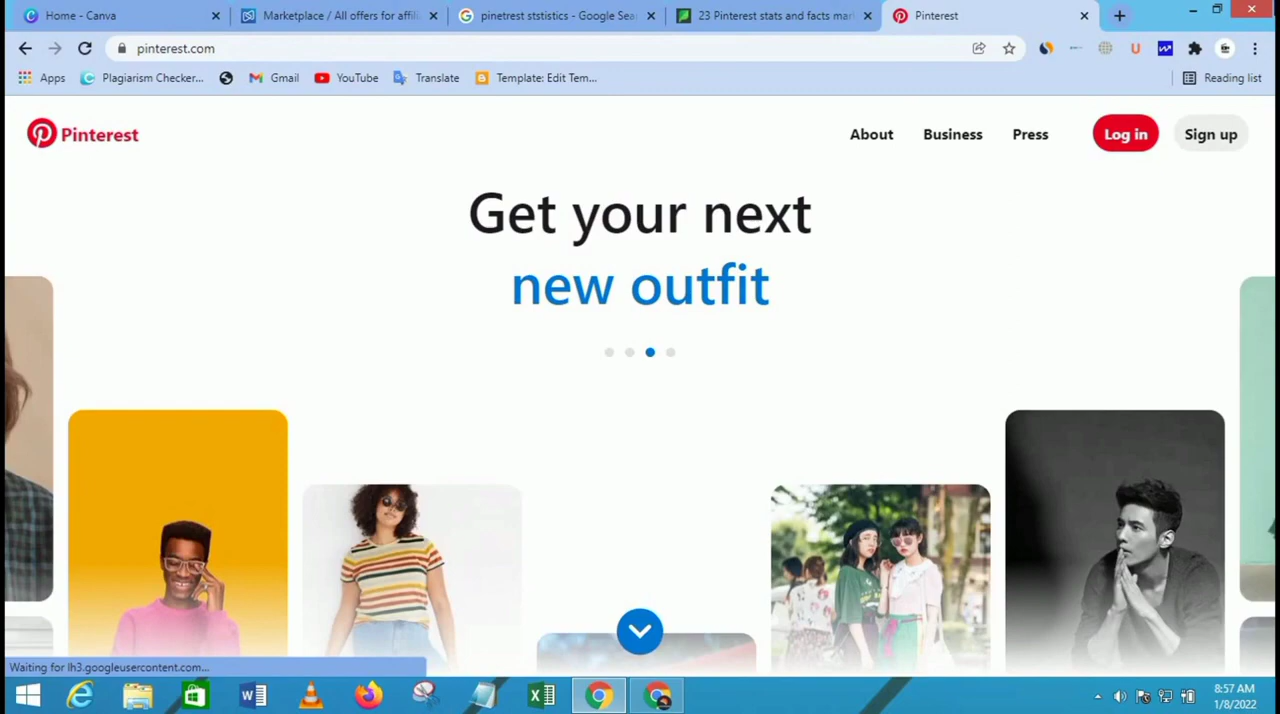 Home - Canva
Marketplace / All offers for affili
pinetrest ststistics - Google Sea
23 Pinterest stats and facts mar
Pinterest
pinterest.com
Apps
Plagiarism Checker...
Gmail
YouTube
Translate
Template: Edit Tem...
Reading list
Pinterest
About
Business
Press
Log in
Sign up
Get your next
new outfit
Waiting for lh3.googleusercontent.com...
8:57 AM
1/8/2022